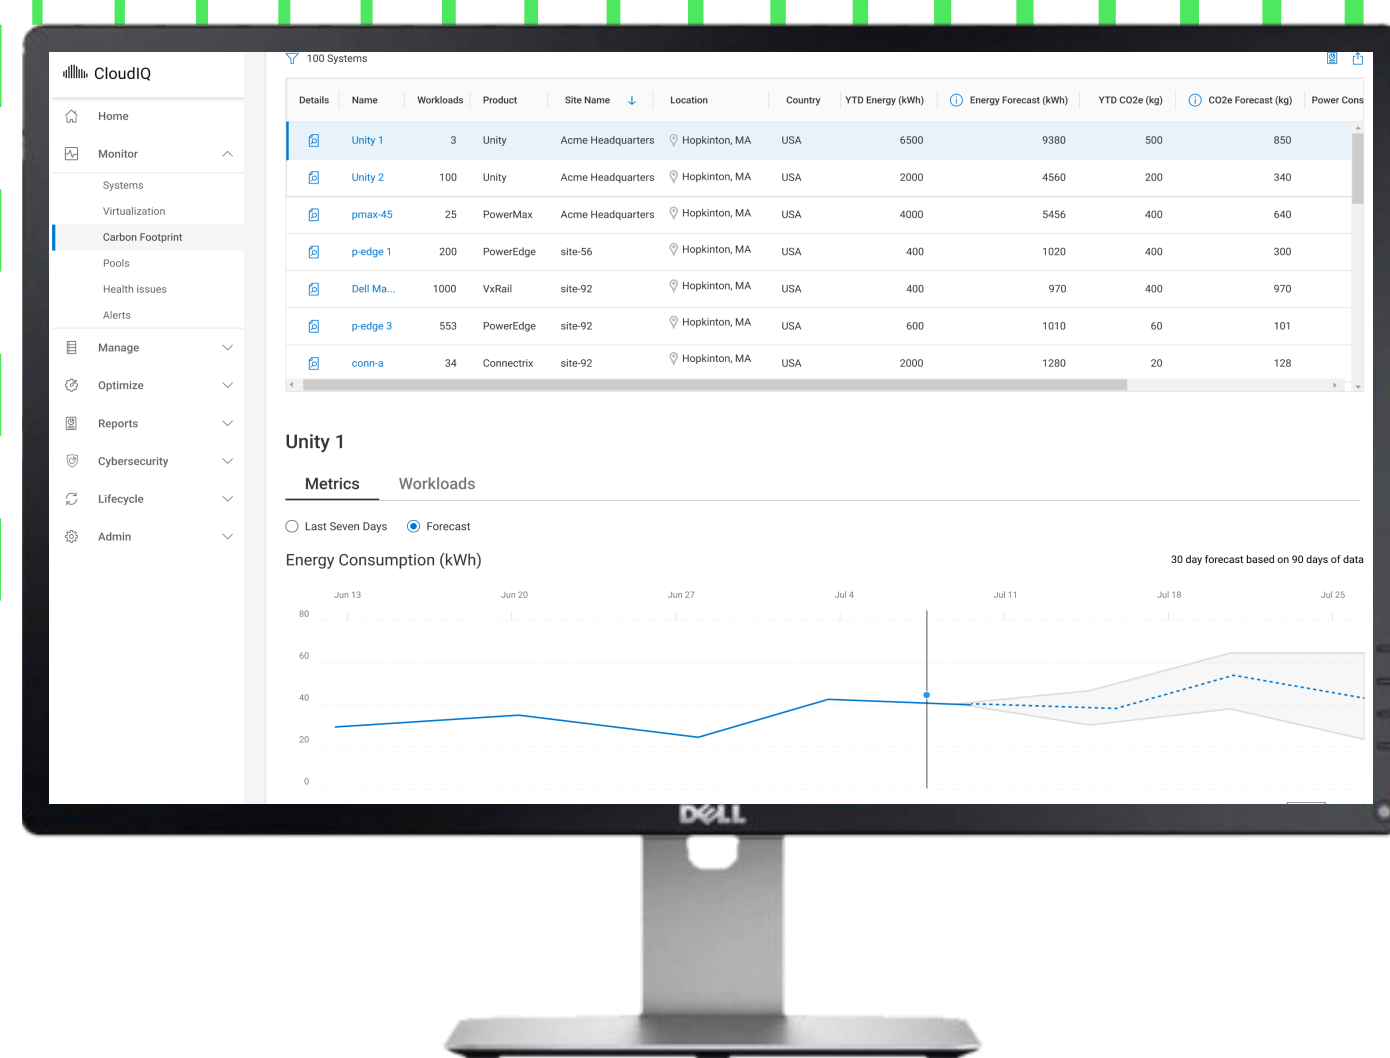 100 Systems
CloudIQ
Home
Monitor
Systems
Virtualization
Carbon Footprint
Pools
Health issues
Alerts
Manage
Optimize
Reports
Cybersecurity
Lifecycle
Admin
Details Name Workloads Product Site Name Location Country YTD Energy (kWh) Energy Forecast (kWh) YTD CO2e (kg) CO2e Forecast (kg) Power Cons
Unity 1 3 Unity Acme Headquarters Hopkinton, MA USA 6500 9380 500 850
Unity 2 100 Unity Acme Headquarters Hopkinton, MA USA 2000 4560 200 340
pmax-45 25 PowerMax Acme Headquarters Hopkinton, MA USA 4000 5456 400 640
p-edge 1 200 PowerEdge site-56 Hopkinton, MA USA 400 1020 400 300
Dell Ma... 1000 VxRail site-92 Hopkinton, MA USA 400 970 400 970
p-edge 3 553 PowerEdge site-92 Hopkinton, MA USA 600 1010 60 101
conn-a 34 Connectrix site-92 Hopkinton, MA USA 2000 1280 20 128
Unity 1
Metrics Workloads
Last Seven Days Forecast
Energy Consumption (kWh) 30 day forecast based on 90 days of data
Jun 13 Jun 20 Jun 27 Jul 4 Jul 11 Jul 18 Jul 25
80
60
40
20
0
DELL